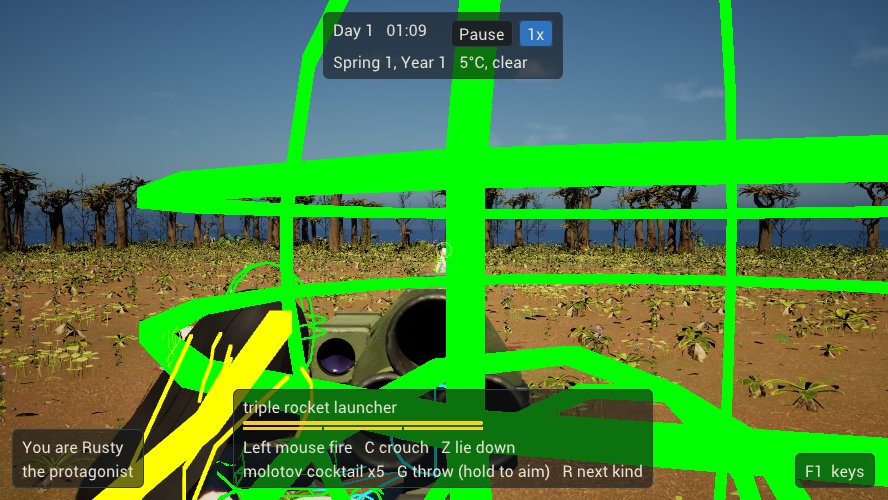 Day 1 01:09 Pause 1x
Spring 1, Year 1 5°C, clear
triple rocket launcher
Left mouse fire C crouch Z lie down
molotov cocktail x5 G throw (hold to aim) R next kind
You are Rusty
the protagonist
F1 keys